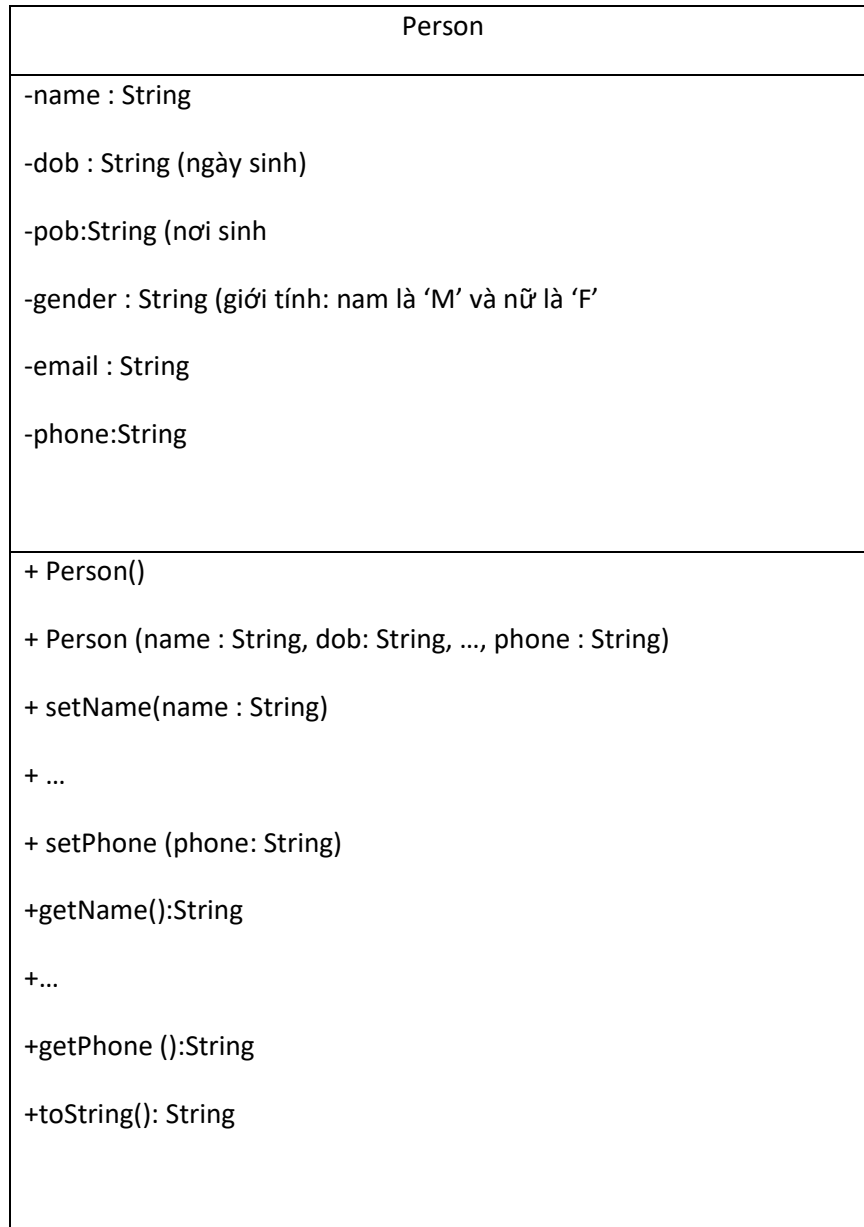 Person
-name : String
-dob : String (ngày sinh)
-pob:String (nơi sinh
-gender : String (giới tính: nam là ‘M’ và nữ là ‘F’
-email : String
-phone:String
+ Person()
+ Person (name : String, dob: String, …, phone : String)
+ setName(name : String)
+ …
+ setPhone (phone: String)
+getName():String
+…
+getPhone ():String
+toString(): String